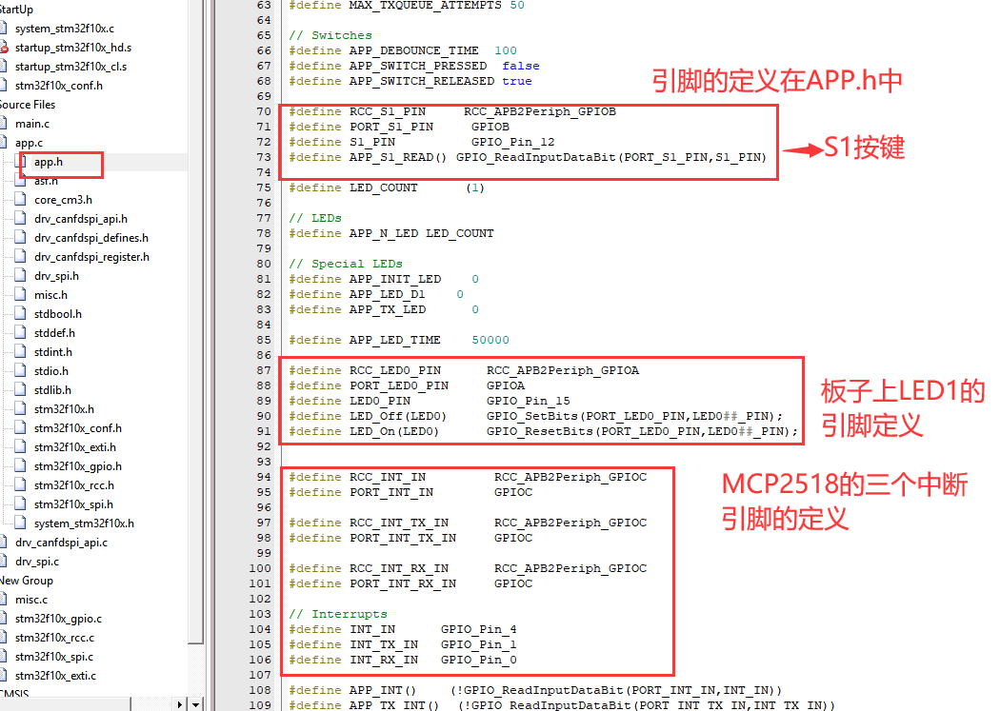 StartUp
system_stm32f10x.c
startup_stm32f10x_hd.s
startup_stm32f10x_cl.s
stm32f10x_conf.h
Source Files
main.c
app.c
app.h
asf.h
core_cm3.h
drv_canfdspi_api.h
drv_canfdspi_defines.h
drv_canfdspi_register.h
drv_spi.h
misc.h
stdbool.h
stddef.h
stdint.h
stdio.h
stdlib.h
stm32f10x.h
stm32f10x_conf.h
stm32f10x_exti.h
stm32f10x_gpio.h
stm32f10x_rcc.h
stm32f10x_spi.h
system_stm32f10x.h
drv_canfdspi_api.c
drv_spi.c
New Group
misc.c
stm32f10x_gpio.c
stm32f10x_rcc.c
stm32f10x_spi.c
stm32f10x_exti.c
CMSIS
63 #define MAX_TXQUEUE_ATTEMPTS 50
64
65 // Switches
66 #define APP_DEBOUNCE_TIME 100
67 #define APP_SWITCH_PRESSED false
68 #define APP_SWITCH_RELEASED true
69
70 #define RCC_S1_PIN RCC_APB2Periph_GPIOB
71 #define PORT_S1_PIN GPIOB
72 #define S1_PIN GPIO_Pin_12
73 #define APP_S1_READ() GPIO_ReadInputDataBit(PORT_S1_PIN,S1_PIN)
74
75 #define LED_COUNT (1)
76
77 // LEDs
78 #define APP_N_LED LED_COUNT
79
80 // Special LEDs
81 #define APP_INIT_LED 0
82 #define APP_LED_D1 0
83 #define APP_TX_LED 0
84
85 #define APP_LED_TIME 50000
86
87 #define RCC_LED0_PIN RCC_APB2Periph_GPIOA
88 #define PORT_LED0_PIN GPIOA
89 #define LED0_PIN GPIO_Pin_15
90 #define LED_Off(LED0) GPIO_SetBits(PORT_LED0_PIN,LED0##_PIN);
91 #define LED_On(LED0) GPIO_ResetBits(PORT_LED0_PIN,LED0##_PIN);
92
93
94 #define RCC_INT_IN RCC_APB2Periph_GPIOC
95 #define PORT_INT_IN GPIOC
96
97 #define RCC_INT_TX_IN RCC_APB2Periph_GPIOC
98 #define PORT_INT_TX_IN GPIOC
99
100 #define RCC_INT_RX_IN RCC_APB2Periph_GPIOC
101 #define PORT_INT_RX_IN GPIOC
102
103 // Interrupts
104 #define INT_IN GPIO_Pin_4
105 #define INT_TX_IN GPIO_Pin_1
106 #define INT_RX_IN GPIO_Pin_0
107
108 #define APP_INT() (!GPIO_ReadInputDataBit(PORT_INT_IN,INT_IN))
109 #define APP_TX_INT() (!GPIO_ReadInputDataBit(PORT_INT_TX_IN,INT_TX_IN))
引脚的定义在APP.h中
S1按键
板子上LED1的
引脚定义
MCP2518的三个中断
引脚的定义